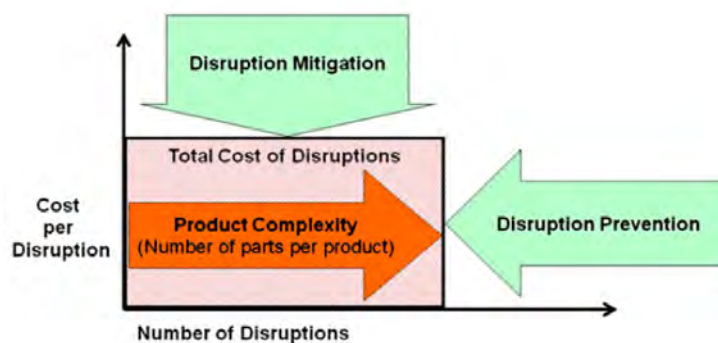 Disruption Mitigation
Total Cost of Disruptions
Cost
per
Disruption
Product Complexity
(Number of parts per product)
Disruption Prevention
Number of Disruptions